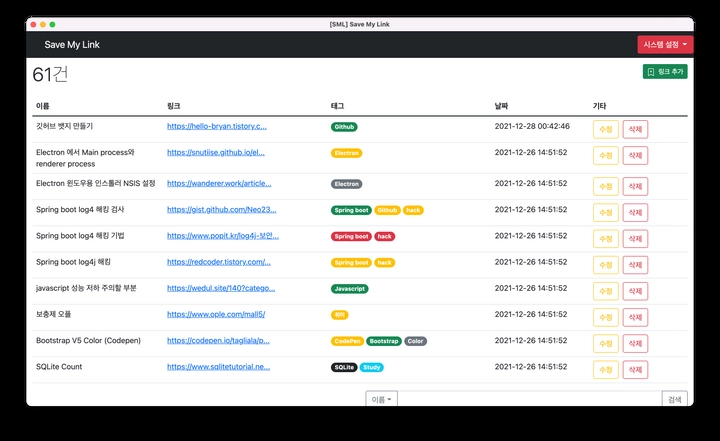 [SML] Save My Link
Save My Link 시스템 설정
61건 링크 추가
이름 링크 태그 날짜 기타
깃허브 뱃지 만들기 https://hello-bryan.tistory.c... Github 2021-12-28 00:42:46 수정 삭제
Electron 에서 Main process와 https://snutiise.github.io/el... Electron 2021-12-26 14:51:52 수정 삭제
renderer process
Electron 윈도우용 인스톨러 NSIS 설정 https://wanderer.work/article... Electron 2021-12-26 14:51:52 수정 삭제
Spring boot log4 해킹 검사 https://gist.github.com/Neo23... Spring boot Github hack 2021-12-26 14:51:52 수정 삭제
Spring boot log4 해킹 기법 https://www.popit.kr/log4j-보안... Spring boot hack 2021-12-26 14:51:52 수정 삭제
Spring boot log4j 해킹 https://redcoder.tistory.com/... Spring boot hack 2021-12-26 14:51:52 수정 삭제
javascript 성능 저하 주의할 부분 https://wedul.site/140?catego... Javascript 2021-12-26 14:51:52 수정 삭제
보충제 오플 https://www.ople.com/mall5/ 2021-12-26 14:51:52 수정 삭제
Bootstrap V5 Color (Codepen) https://codepen.io/tagliala/p... CodePen Bootstrap Color 2021-12-26 14:51:52 수정 삭제
SQLite Count https://www.sqlitetutorial.ne... SQLite Study 2021-12-26 14:51:52 수정 삭제
이름 검색